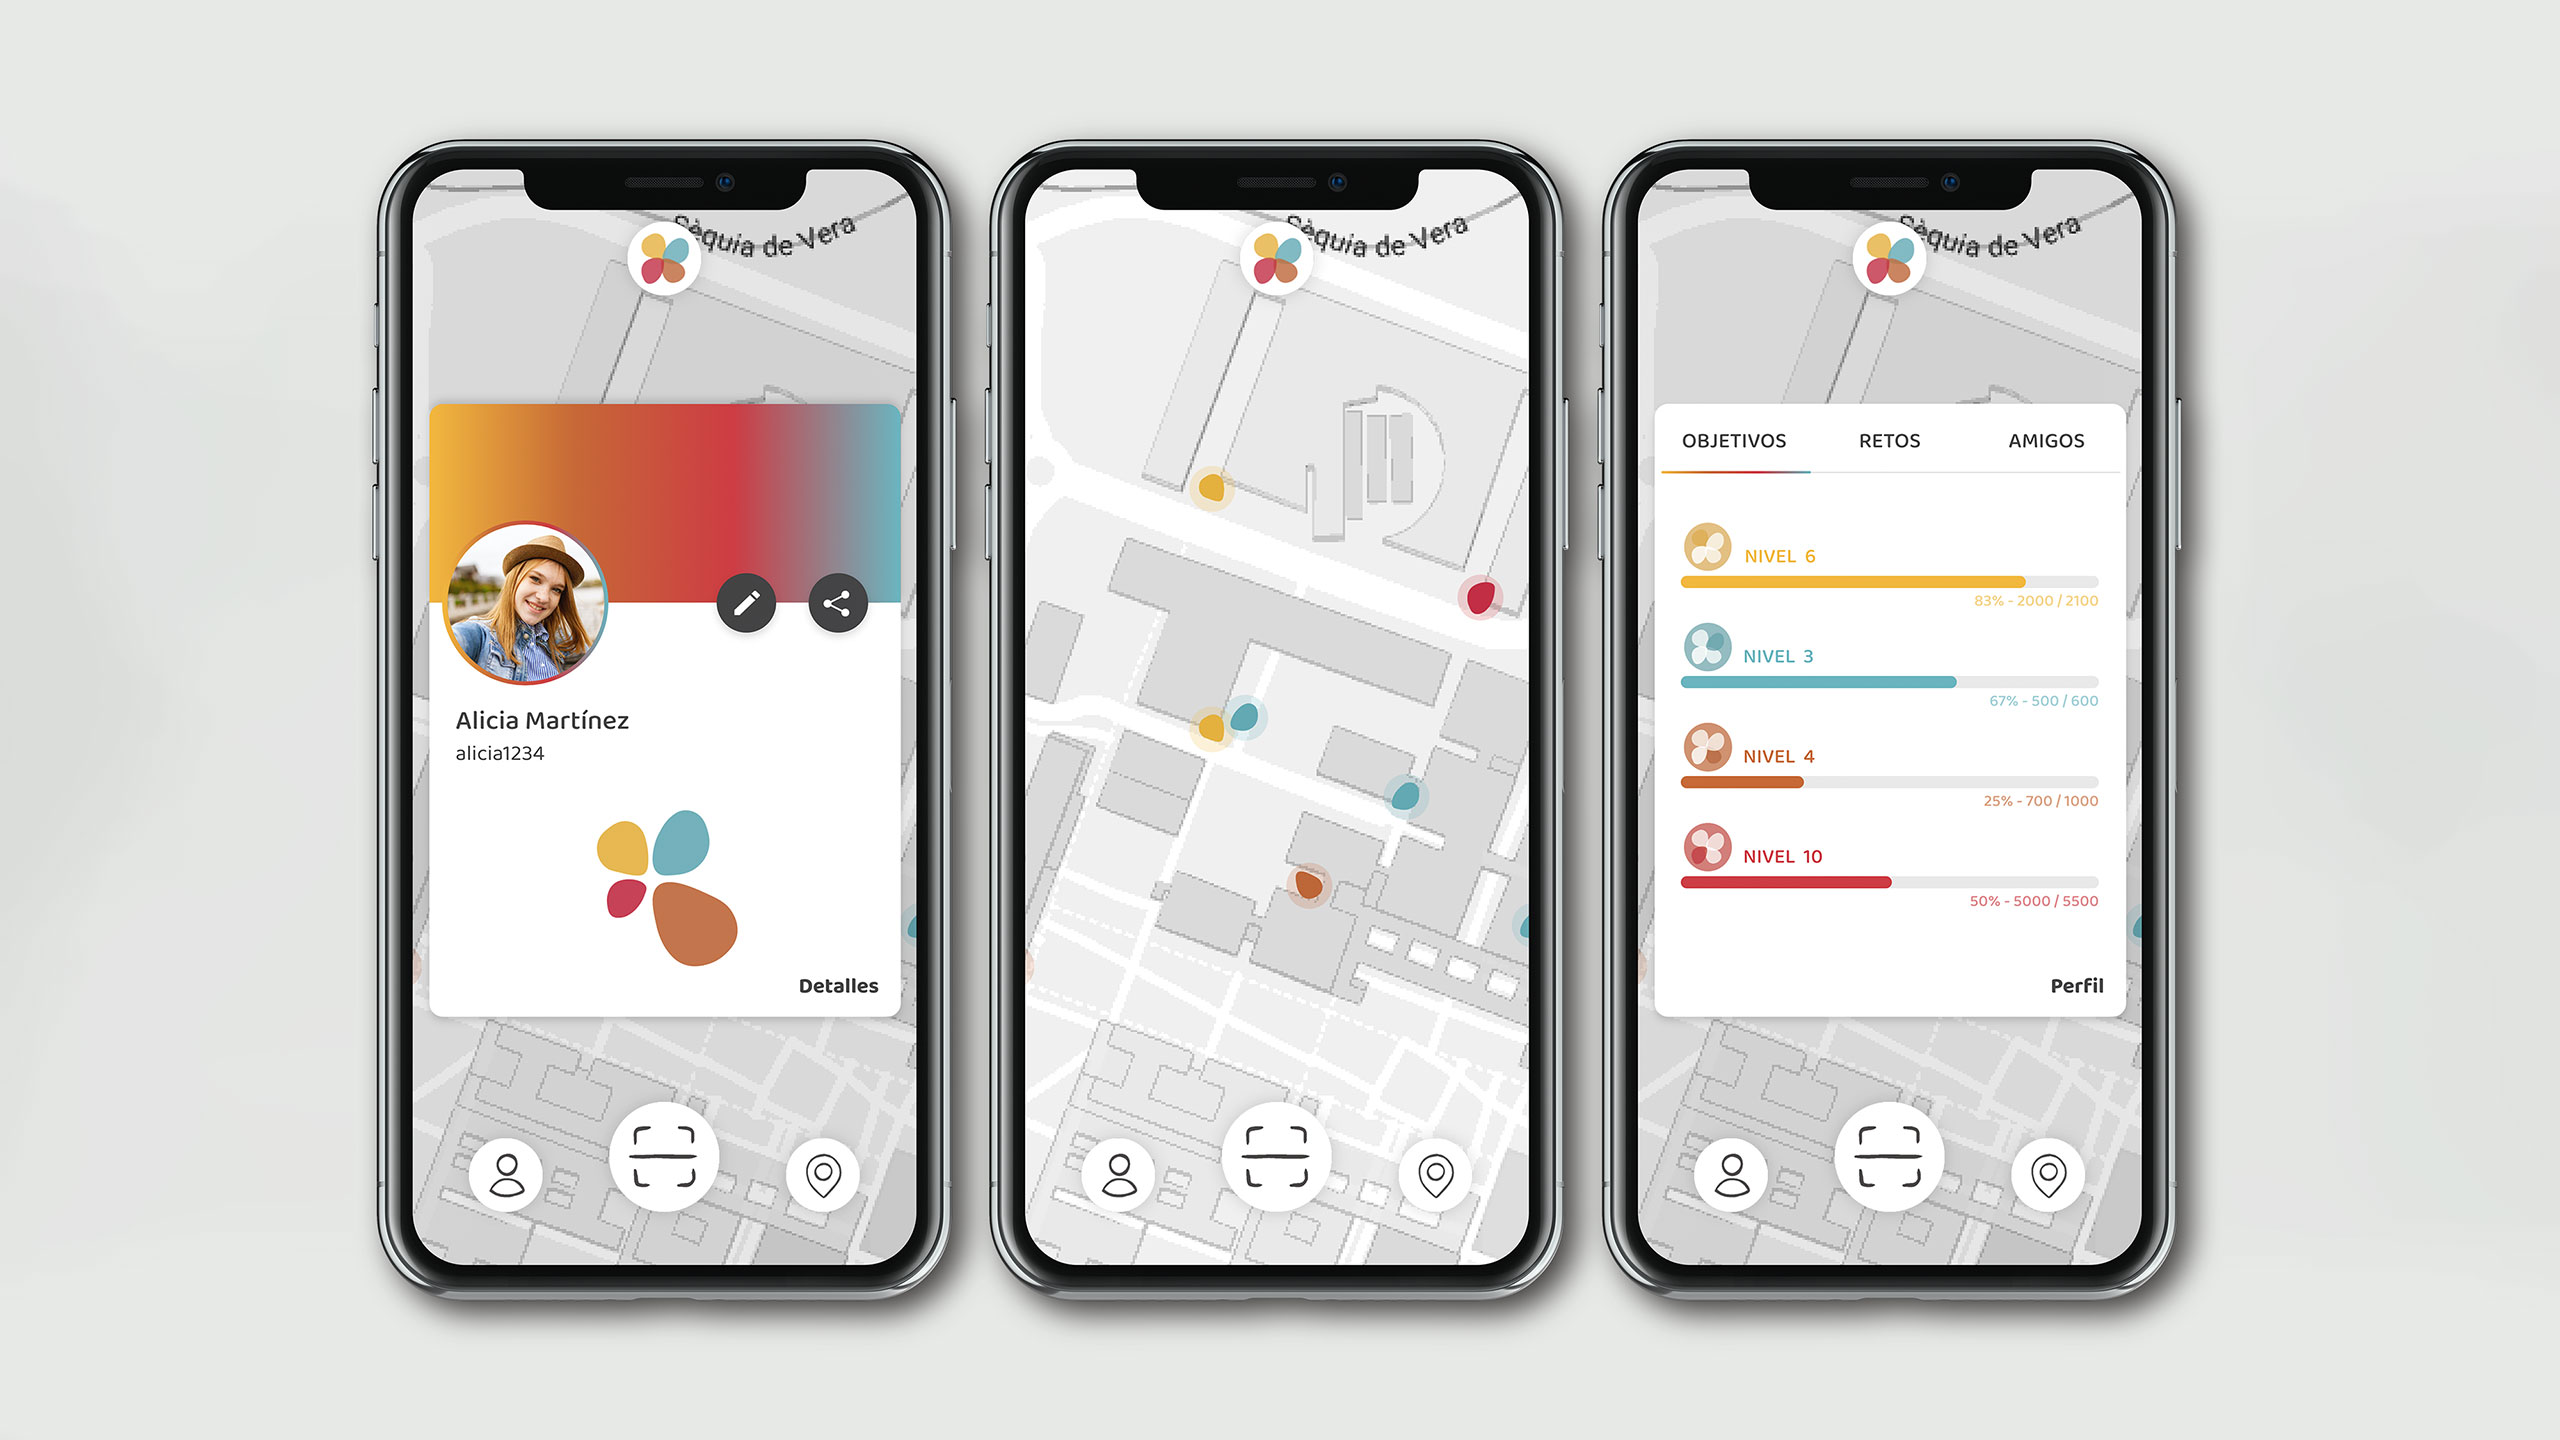 Sèquia de Vera
Alicia Martínez
alicia1234
Detalles
Sèquia de Vera
Sèquia de Vera
OBJETIVOS RETOS AMIGOS
NIVEL 6
83% - 2000 / 2100
NIVEL 3
67% - 500 / 600
NIVEL 4
25% - 700 / 1000
NIVEL 10
50% - 5000 / 5500
Perfil